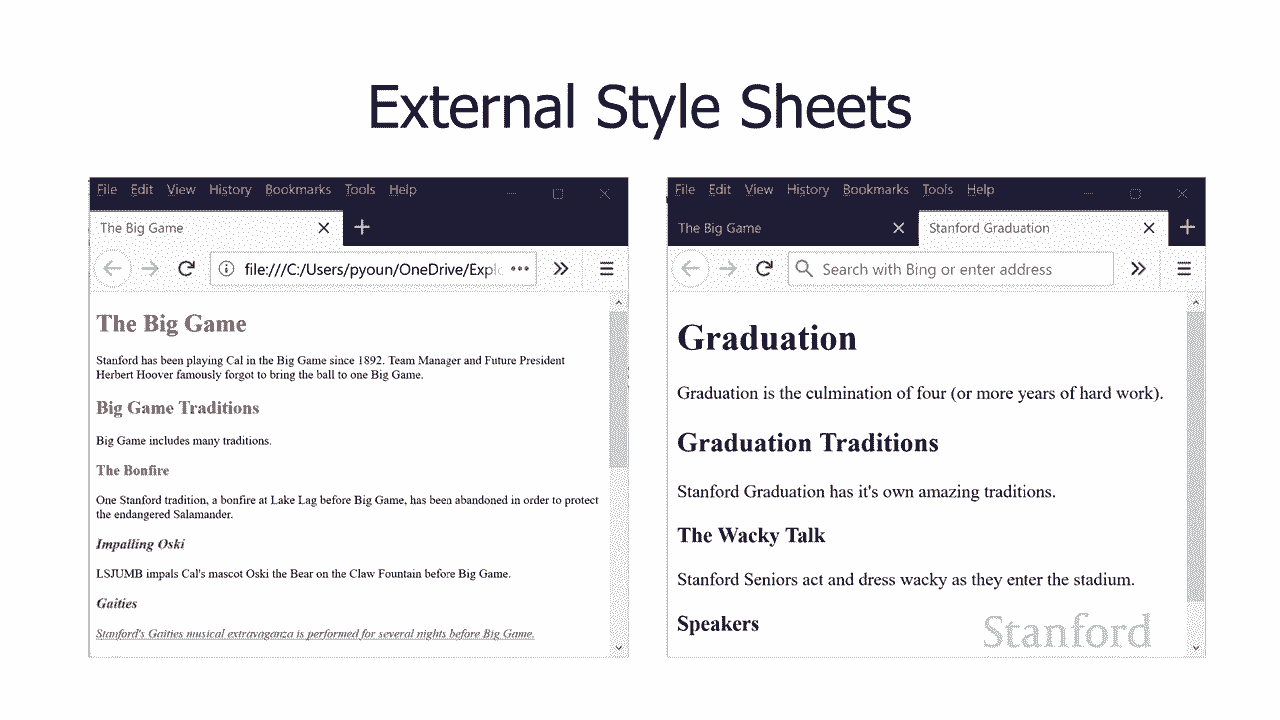 External Style Sheets
File Edit View History Bookmarks Tools Help
The Big Game
file:///C:/Users/pyoun/OneDrive/Explo
The Big Game
Stanford has been playing Cal in the Big Game since 1892. Team Manager and Future President
Herbert Hoover famously forgot to bring the ball to one Big Game.
Big Game Traditions
Big Game includes many traditions.
The Bonfire
One Stanford tradition, a bonfire at Lake Lag before Big Game, has been abandoned in order to protect
the endangered Salamander.
Impalling Oski
LSJUMB impals Cal's mascot Oski the Bear on the Claw Fountain before Big Game.
Gaities
Stanford's Gaities musical extravaganza is performed for several nights before Big Game.
File Edit View History Bookmarks Tools Help
The Big Game Stanford Graduation
Search with Bing or enter address
Graduation
Graduation is the culmination of four (or more years of hard work).
Graduation Traditions
Stanford Graduation has it's own amazing traditions.
The Wacky Talk
Stanford Seniors act and dress wacky as they enter the stadium.
Speakers
Stanford